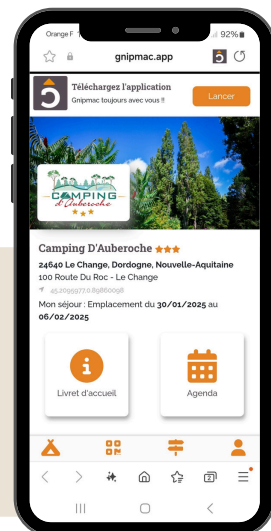 Orange F
92%
gnipmac.app
Téléchargez l'application
Gnipmac toujours avec vous !!
Lancer
CAMPING
d'Auberoche
Camping D'Auberoche
24640 Le Change, Dordogne, Nouvelle-Aquitaine
100 Route Du Roc - Le Change
45.2095977,0.89860098
Mon séjour : Emplacement du 30/01/2025 au
06/02/2025
Livret d'accueil
Agenda
2